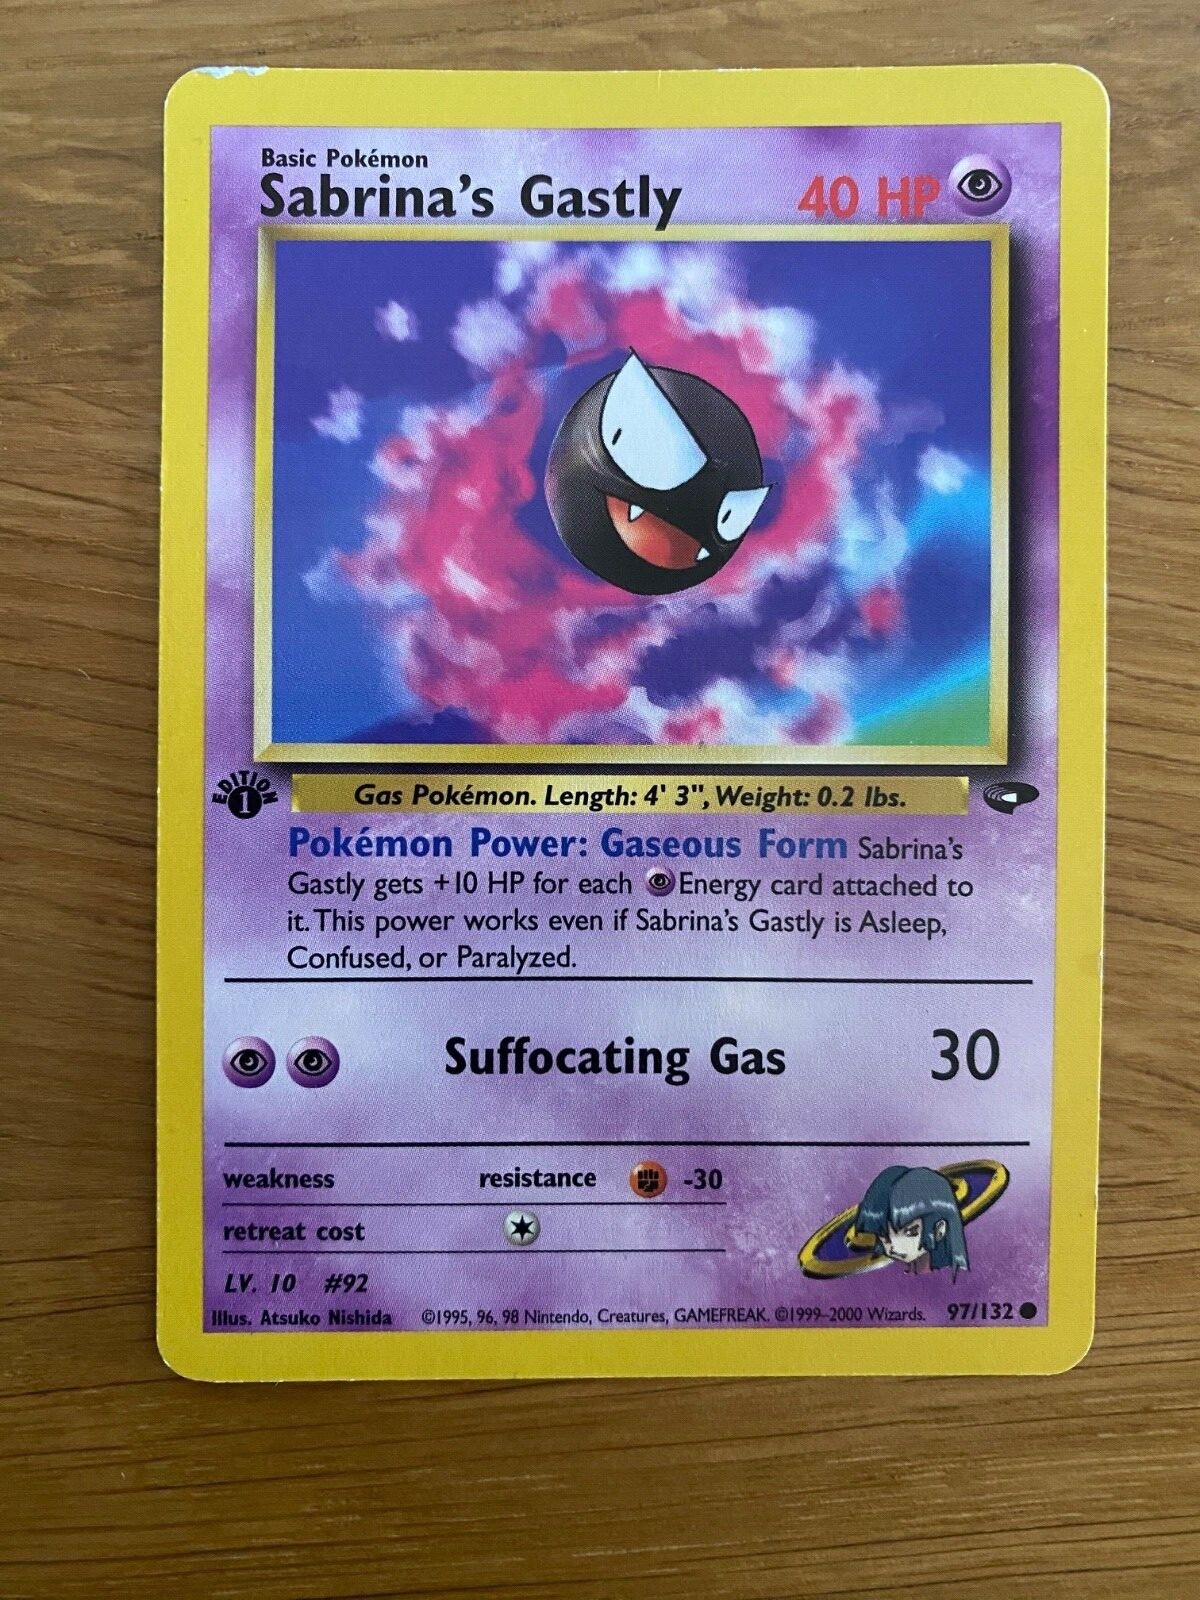 Basic Pokémon
Sabrina's Gastly 40 HP
EDITION
1
Gas Pokémon. Length: 4' 3", Weight: 0.2 lbs.
Pokémon Power: Gaseous Form Sabrina's
Gastly gets +10 HP for each Energy card attached to
it. This power works even if Sabrina's Gastly is Asleep,
Confused, or Paralyzed.
Suffocating Gas 30
weakness resistance -30
retreat cost
LV. 10 #92
Illus. Atsuko Nishida ©1995, 96, 98 Nintendo, Creatures, GAMEFREAK. ©1999–2000 Wizards. 97/132